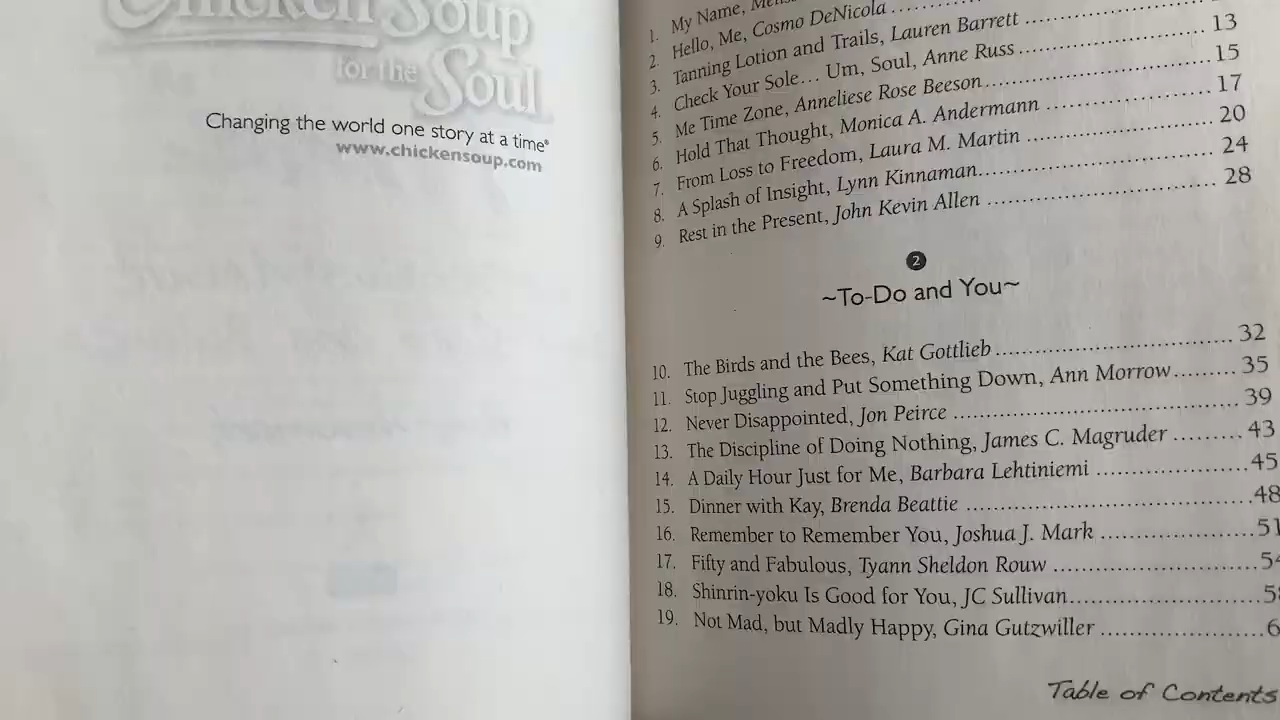 Chicken Soup
for the Soul
Changing the world one story at a time®
www.chickensoup.com
1. My Name,
2. Hello, Me, Cosmo DeNicola ..........
3. Tanning Lotion and Trails, Lauren Barrett ..........
4. Check Your Sole... Um, Soul, Anne Russ .......... 13
5. Me Time Zone, Anneliese Rose Beeson .......... 15
6. Hold That Thought, Monica A. Andermann .......... 17
7. From Loss to Freedom, Laura M. Martin .......... 20
8. A Splash of Insight, Lynn Kinnaman .......... 24
9. Rest in the Present, John Kevin Allen .......... 28
2
~To-Do and You~
10. The Birds and the Bees, Kat Gottlieb .......... 32
11. Stop Juggling and Put Something Down, Ann Morrow .......... 35
12. Never Disappointed, Jon Peirce .......... 39
13. The Discipline of Doing Nothing, James C. Magruder .......... 43
14. A Daily Hour Just for Me, Barbara Lehtiniemi .......... 45
15. Dinner with Kay, Brenda Beattie .......... 48
16. Remember to Remember You, Joshua J. Mark .......... 51
17. Fifty and Fabulous, Tyann Sheldon Rouw ..........
18. Shinrin-yoku Is Good for You, JC Sullivan ..........
19. Not Mad, but Madly Happy, Gina Gutzwiller ..........
Table of Contents